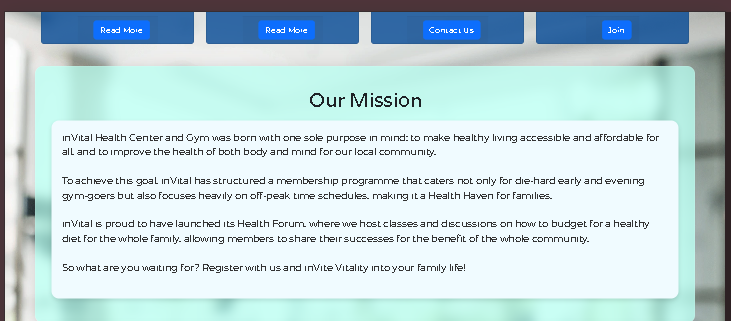 Read More
Read More
Contact Us
Join
Our Mission
inVital Health Center and Gym was born with one sole purpose in mind: to make healthy living accessible and affordable for
all, and to improve the health of both body and mind for our local community.
To achieve this goal, inVital has structured a membership programme that caters not only for die-hard early and evening
gym-goers but also focuses heavily on off-peak time schedules, making it a Health Haven for families.
inVital is proud to have launched its Health Forum, where we host classes and discussions on how to budget for a healthy
diet for the whole family, allowing members to share their successes for the benefit of the whole community.
So what are you waiting for? Register with us and inVite Vitality into your family life!